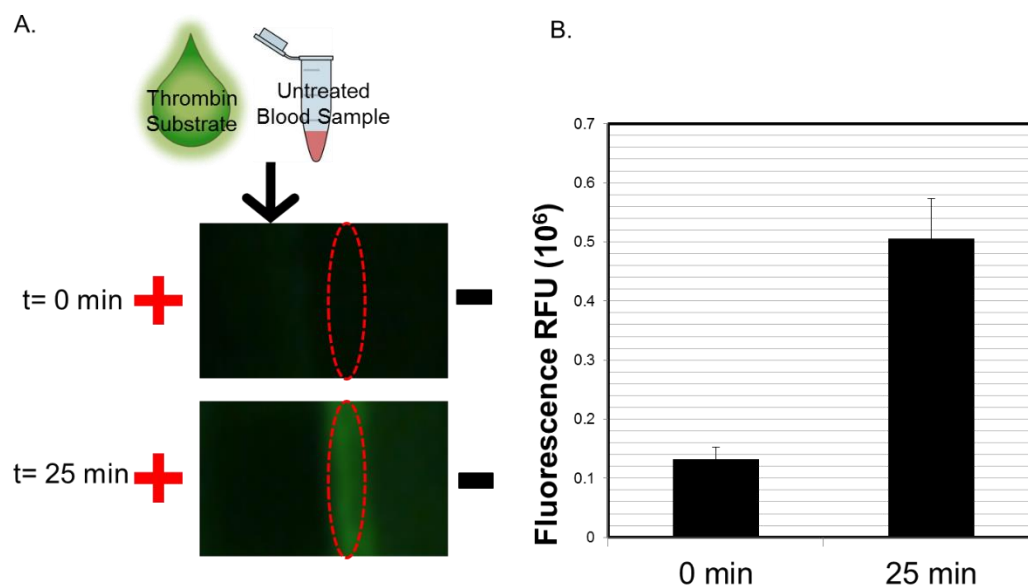 A.
Thrombin
Substrate
Untreated
Blood Sample
t= 0 min
+
-
t= 25 min
+
-
B.
Fluorescence RFU (10⁶)
0.7
0.6
0.5
0.4
0.3
0.2
0.1
0
0 min
25 min